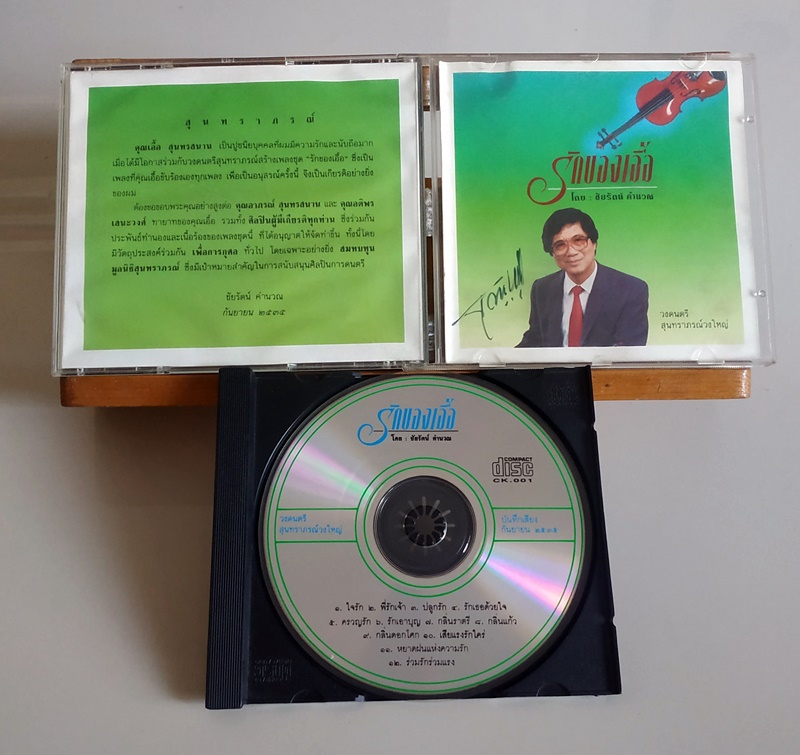 สุนทราภรณ์
คุณเอื้อ สุนทรสนาน เป็นปูชนียบุคคลที่ผมมีความรักและนับถือมาก
เมื่อได้มีโอกาสร่วมกับวงดนตรีสุนทราภรณ์สร้างเพลงชุด "รักของเอื้อ" ซึ่งเป็น
เพลงที่คุณเอื้อขับร้องเองทุกเพลง เพื่อเป็นอนุสรณ์ครั้งนี้ จึงเป็นเกียรติอย่างยิ่ง
ของผม
ต้องขอขอบพระคุณอย่างสูงต่อ คุณอาภรณ์ สุนทรสนาน และ คุณอติพร
เสนะวงศ์ ทายาทของคุณเอื้อ รวมทั้ง ศิลปินผู้มีเกียรติทุกท่าน ซึ่งร่วมกัน
ประพันธ์ทำนองและเนื้อร้องของเพลงชุดนี้ ที่ได้อนุญาตให้จัดทำขึ้น ทั้งนี้โดย
มีวัตถุประสงค์ร่วมกัน เพื่อการกุศล ทั่วไป โดยเฉพาะอย่างยิ่ง สมทบทุน
มูลนิธิสุนทราภรณ์ ซึ่งมีเป้าหมายสำคัญในการสนับสนุนศิลปินการดนตรี
ชัยรัตน์ คำนวณ
กันยายน ๒๕๓๕
รักของเอื้อ
โดย : ชัยรัตน์ คำนวณ
วงดนตรี
สุนทราภรณ์วงใหญ่
รักของเอื้อ
โดย : ชัยรัตน์ คำนวณ
COMPACT
disc
CK.001
วงดนตรี
สุนทราภรณ์วงใหญ่
บันทึกเสียง
กันยายน ๒๕๓๕
๑. ใจรัก ๒. พี่รักเจ้า ๓. ปลูกรัก ๔. รักเธอด้วยใจ
๕. ครวญรัก ๖. รักเอาบุญ ๗. กลิ่นราตรี ๘. กลิ่นแก้ว
๙. กลิ่นดอกโศก ๑๐. เสียแรงรักใคร่
๑๑. หยาดฝนแห่งความรัก
๑๒. ร่วมรักร่วมแรง